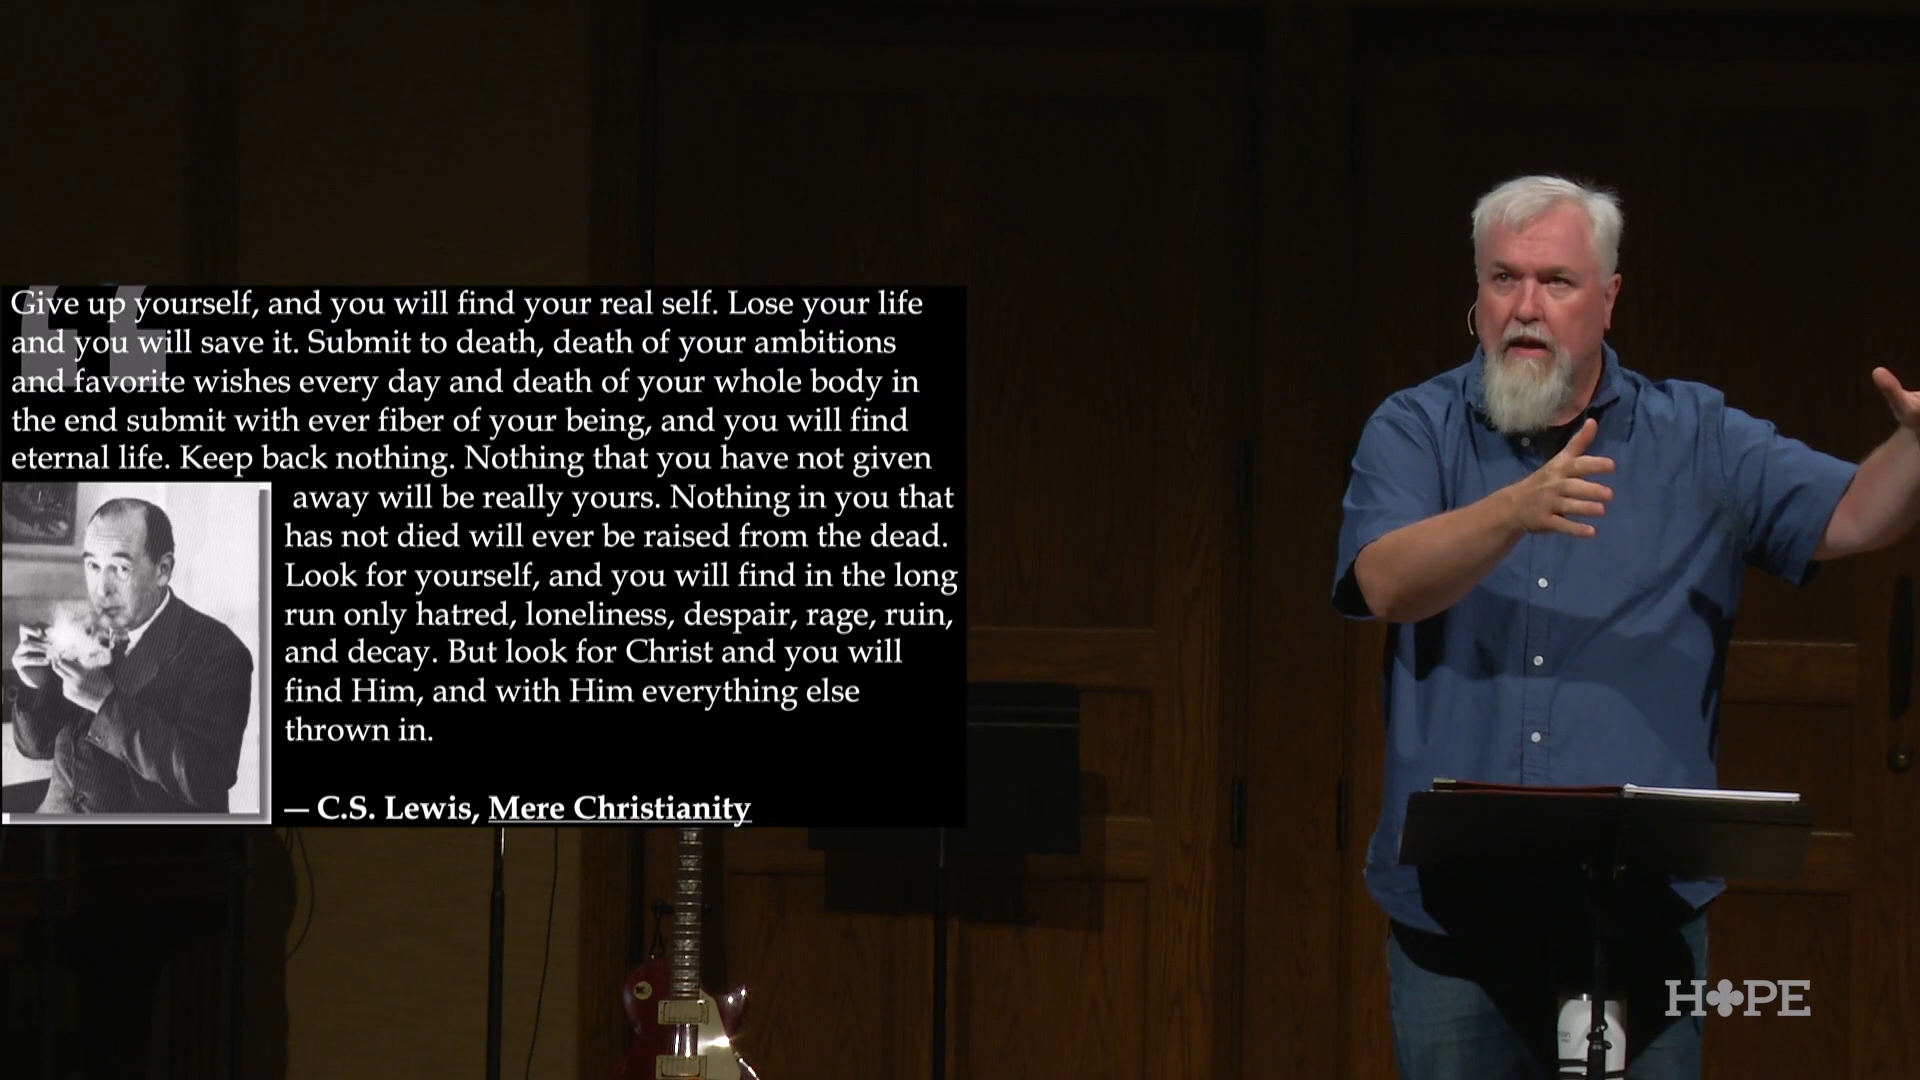 Give up yourself, and you will find your real self. Lose your life
and you will save it. Submit to death, death of your ambitions
and favorite wishes every day and death of your whole body in
the end submit with ever fiber of your being, and you will find
eternal life. Keep back nothing. Nothing that you have not given
away will be really yours. Nothing in you that
has not died will ever be raised from the dead.
Look for yourself, and you will find in the long
run only hatred, loneliness, despair, rage, ruin,
and decay. But look for Christ and you will
find Him, and with Him everything else
thrown in.
— C.S. Lewis, Mere Christianity
HOPE